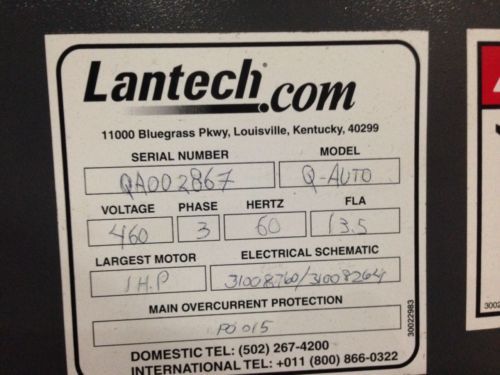 Lantech.com
11000 Bluegrass Pkwy, Louisville, Kentucky, 40299
SERIAL NUMBER MODEL
QA002867 Q-AUTO
VOLTAGE PHASE HERTZ FLA
460 3 60 13.5
LARGEST MOTOR ELECTRICAL SCHEMATIC
1 H.P 31008760/31008264
MAIN OVERCURRENT PROTECTION
PO 015
30022983
DOMESTIC TEL: (502) 267-4200
INTERNATIONAL TEL: +011 (800) 866-0322